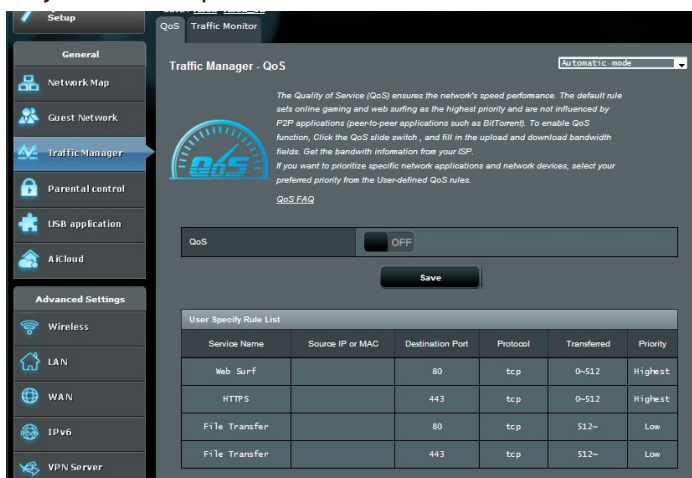 Setup
QoS
Traffic Monitor
General
Network Map
Guest Network
Traffic Manager
Parental control
USB application
AiCloud
Advanced Settings
Wireless
LAN
WAN
IPv6
VPN Server
Traffic Manager - QoS
Automatic mode
The Quality of Service (QoS) ensures the network's speed performance. The default rule
sets online gaming and web surfing as the highest priority and are not influenced by
P2P applications (peer-to-peer applications such as BitTorrent). To enable QoS
function, Click the QoS slide switch , and fill in the upload and download bandwidth
fields. Get the bandwith information from your ISP.
If you want to prioritize specific network applications and network devices, select your
preferred priority from the User-defined QoS rules.
QoS
QoS FAQ
QoS
OFF
Save
User Specify Rule List
Service Name Source IP or MAC Destination Port Protocol Transferred Priority
Web Surf 80 tcp 0~512 Highest
HTTPS 443 tcp 0~512 Highest
File Transfer 80 tcp 512~ Low
File Transfer 443 tcp 512~ Low